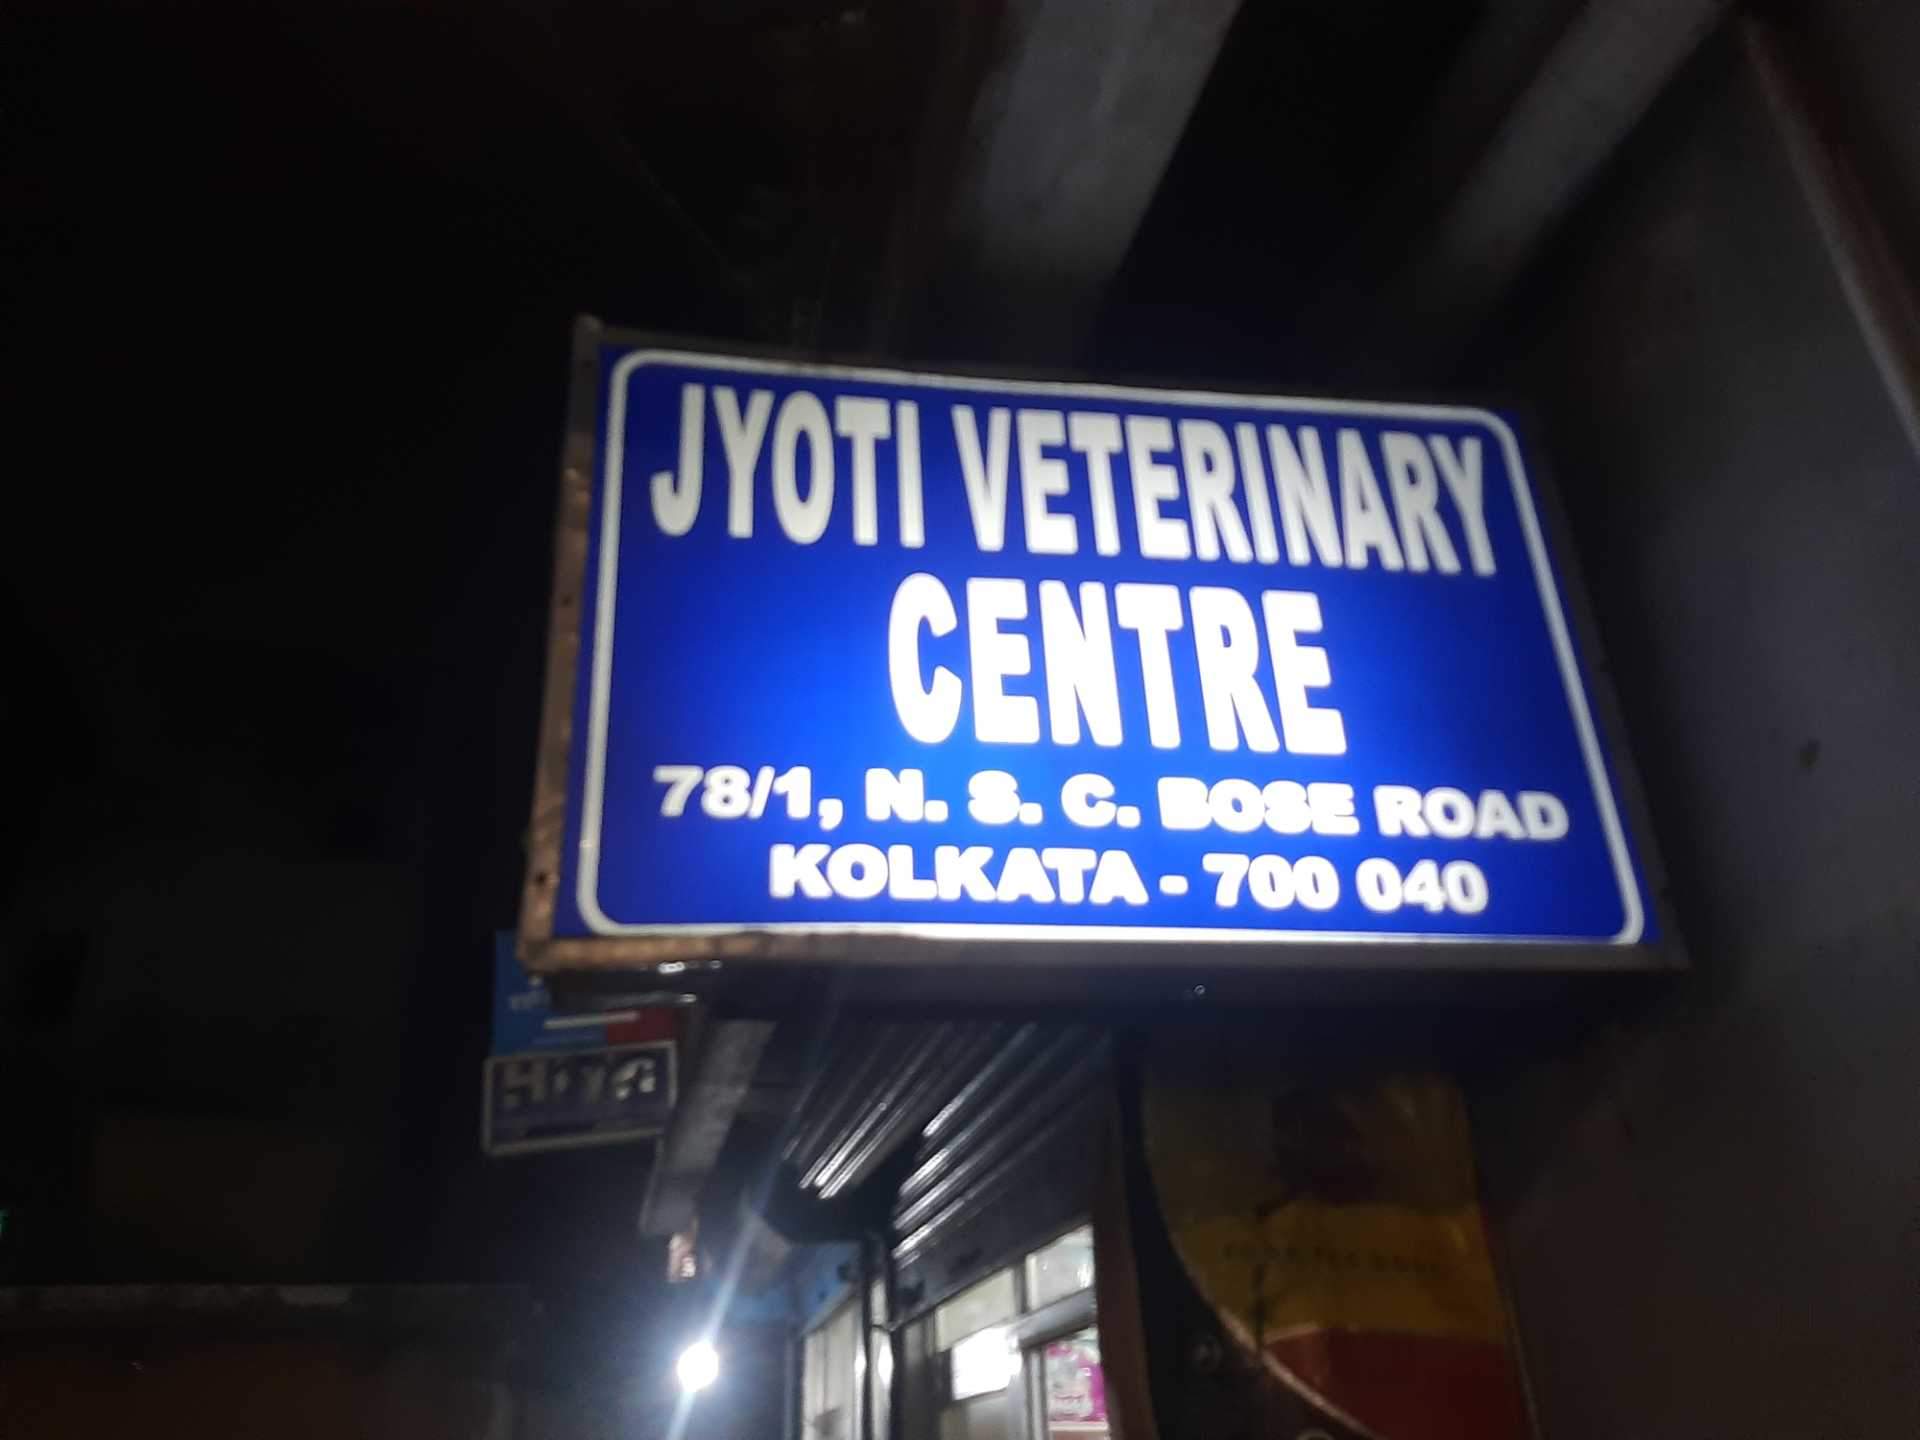 JYOTI VETERINARY
CENTRE
78/1, N. S. C. BOSE ROAD
KOLKATA - 700 040